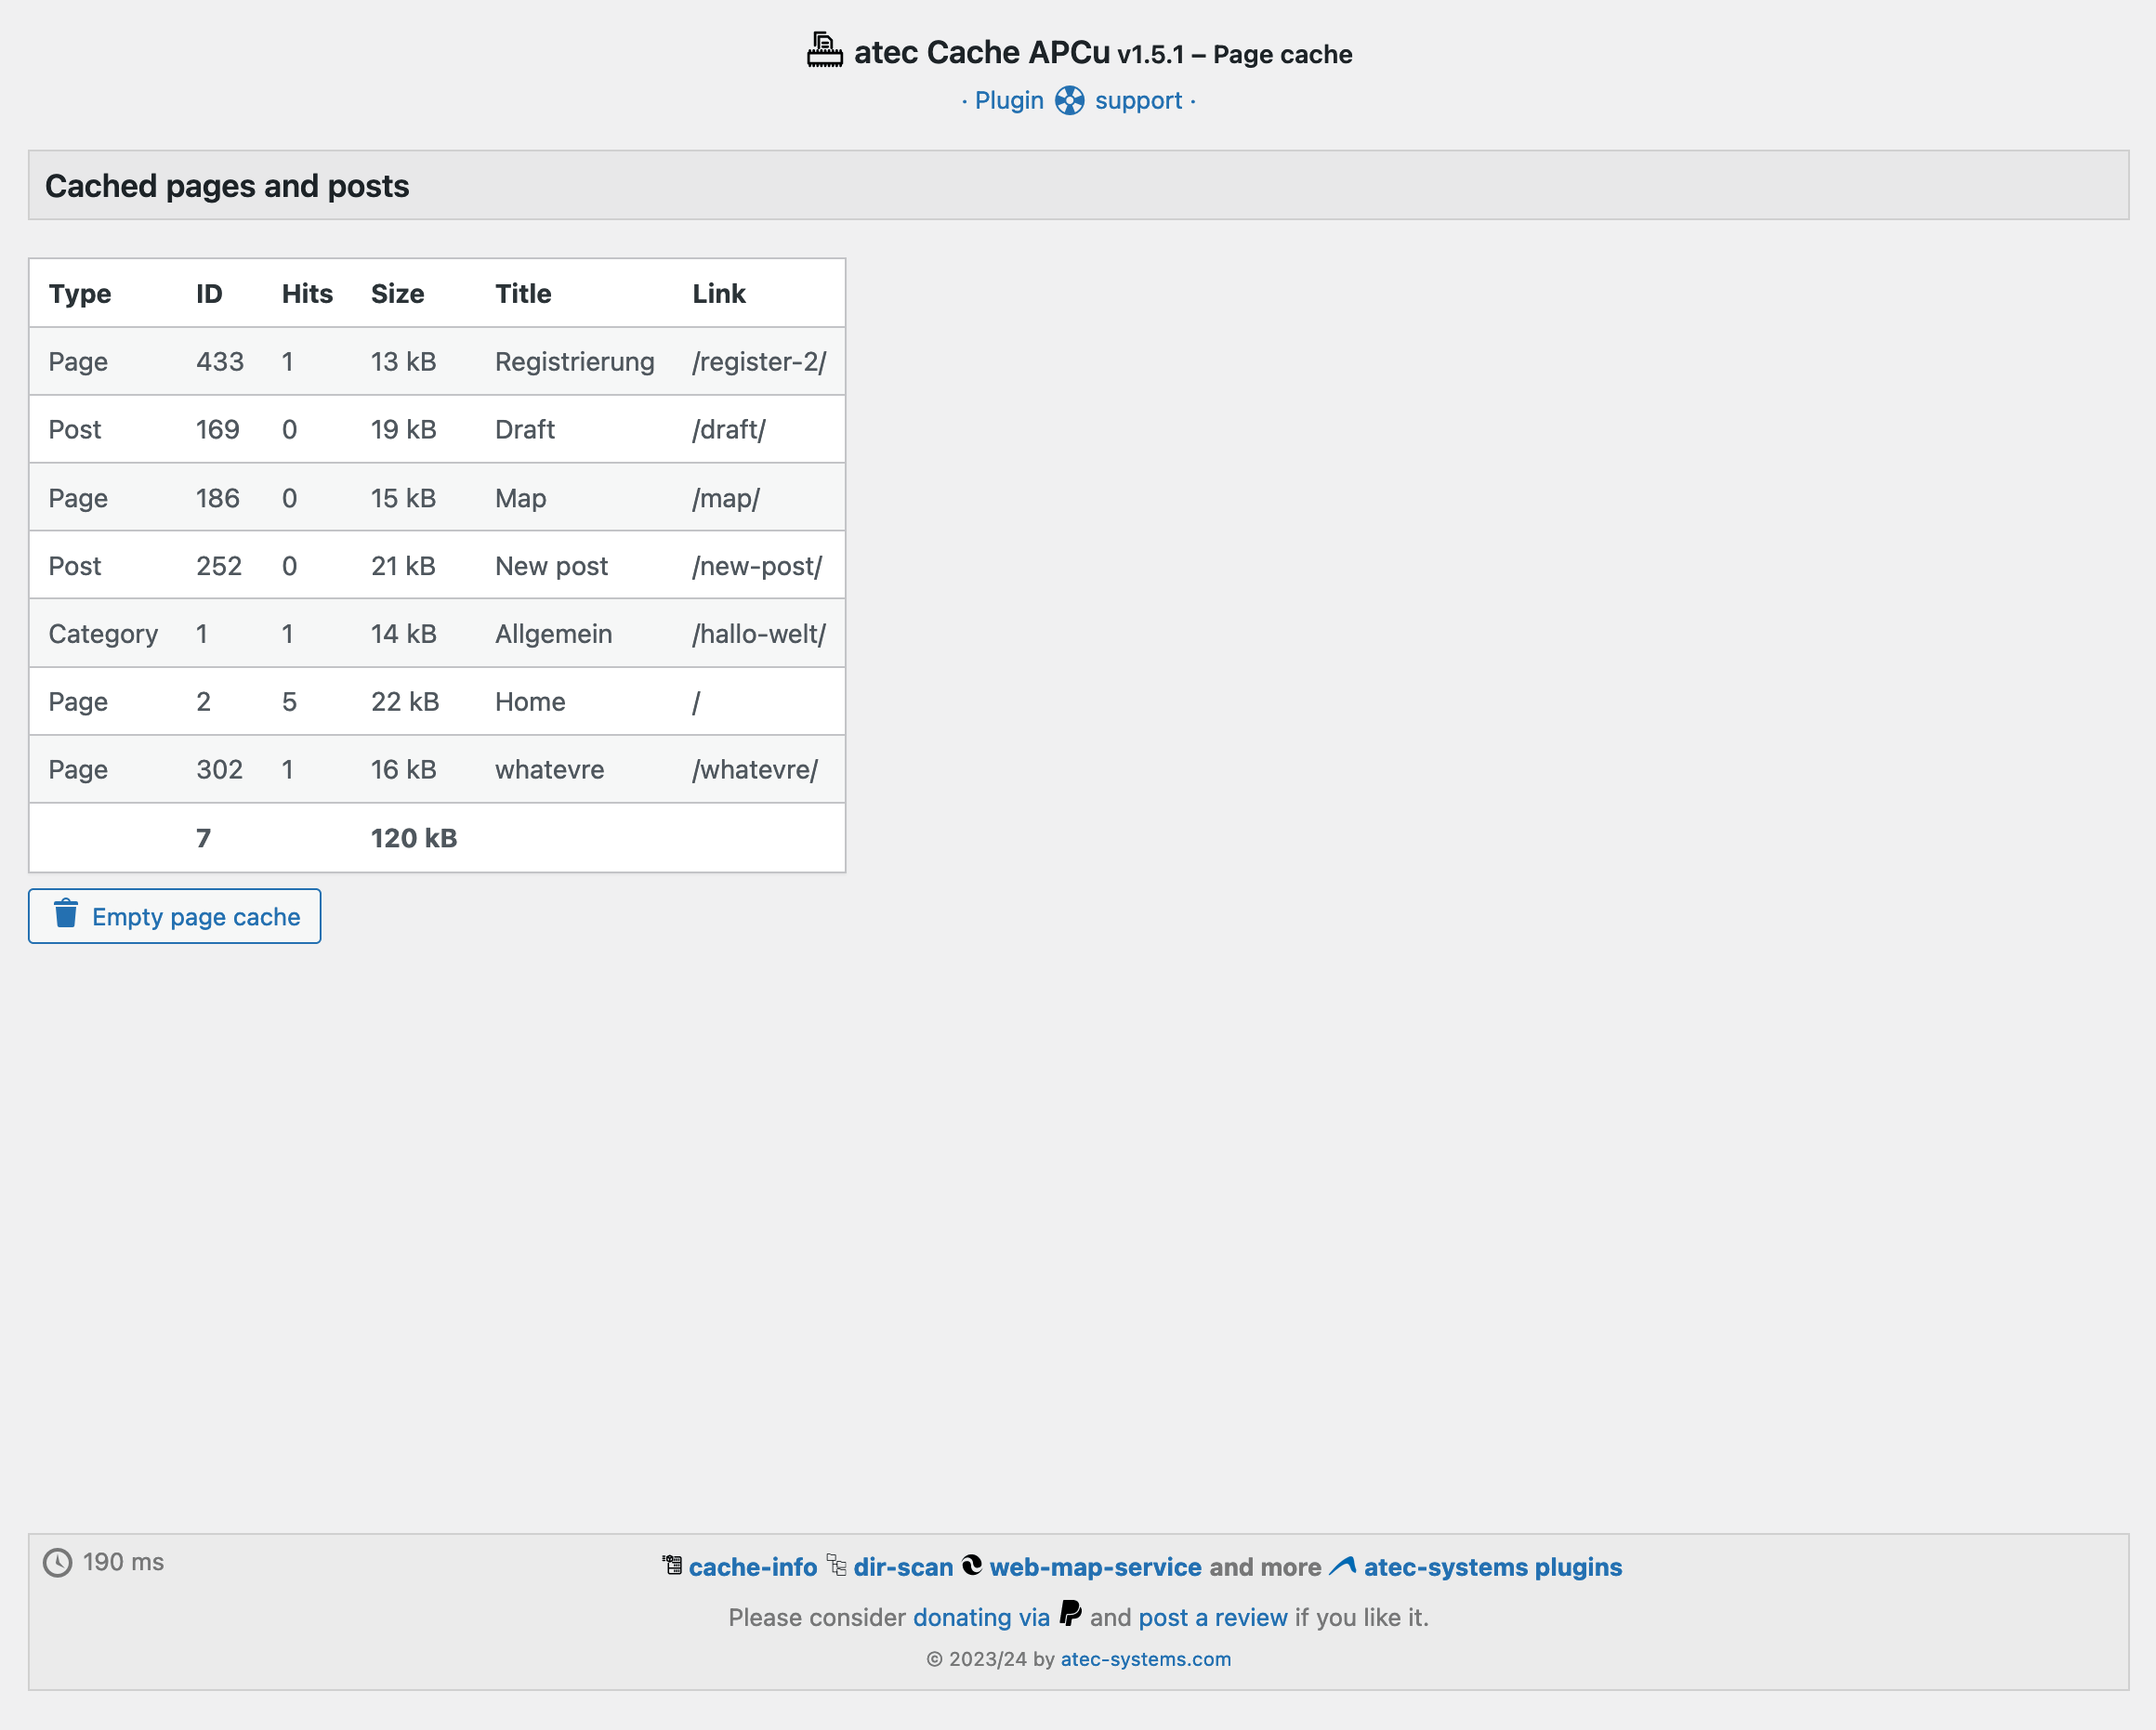 atec Cache APCu v1.5.1 – Page cache
· Plugin support ·
Cached pages and posts
Type ID Hits Size Title Link
Page 433 1 13 kB Registrierung /register-2/
Post 169 0 19 kB Draft /draft/
Page 186 0 15 kB Map /map/
Post 252 0 21 kB New post /new-post/
Category 1 1 14 kB Allgemein /hallo-welt/
Page 2 5 22 kB Home /
Page 302 1 16 kB whatevre /whatevre/
7 120 kB
Empty page cache
190 ms
cache-info dir-scan web-map-service and more atec-systems plugins
Please consider donating via and post a review if you like it.
© 2023/24 by atec-systems.com